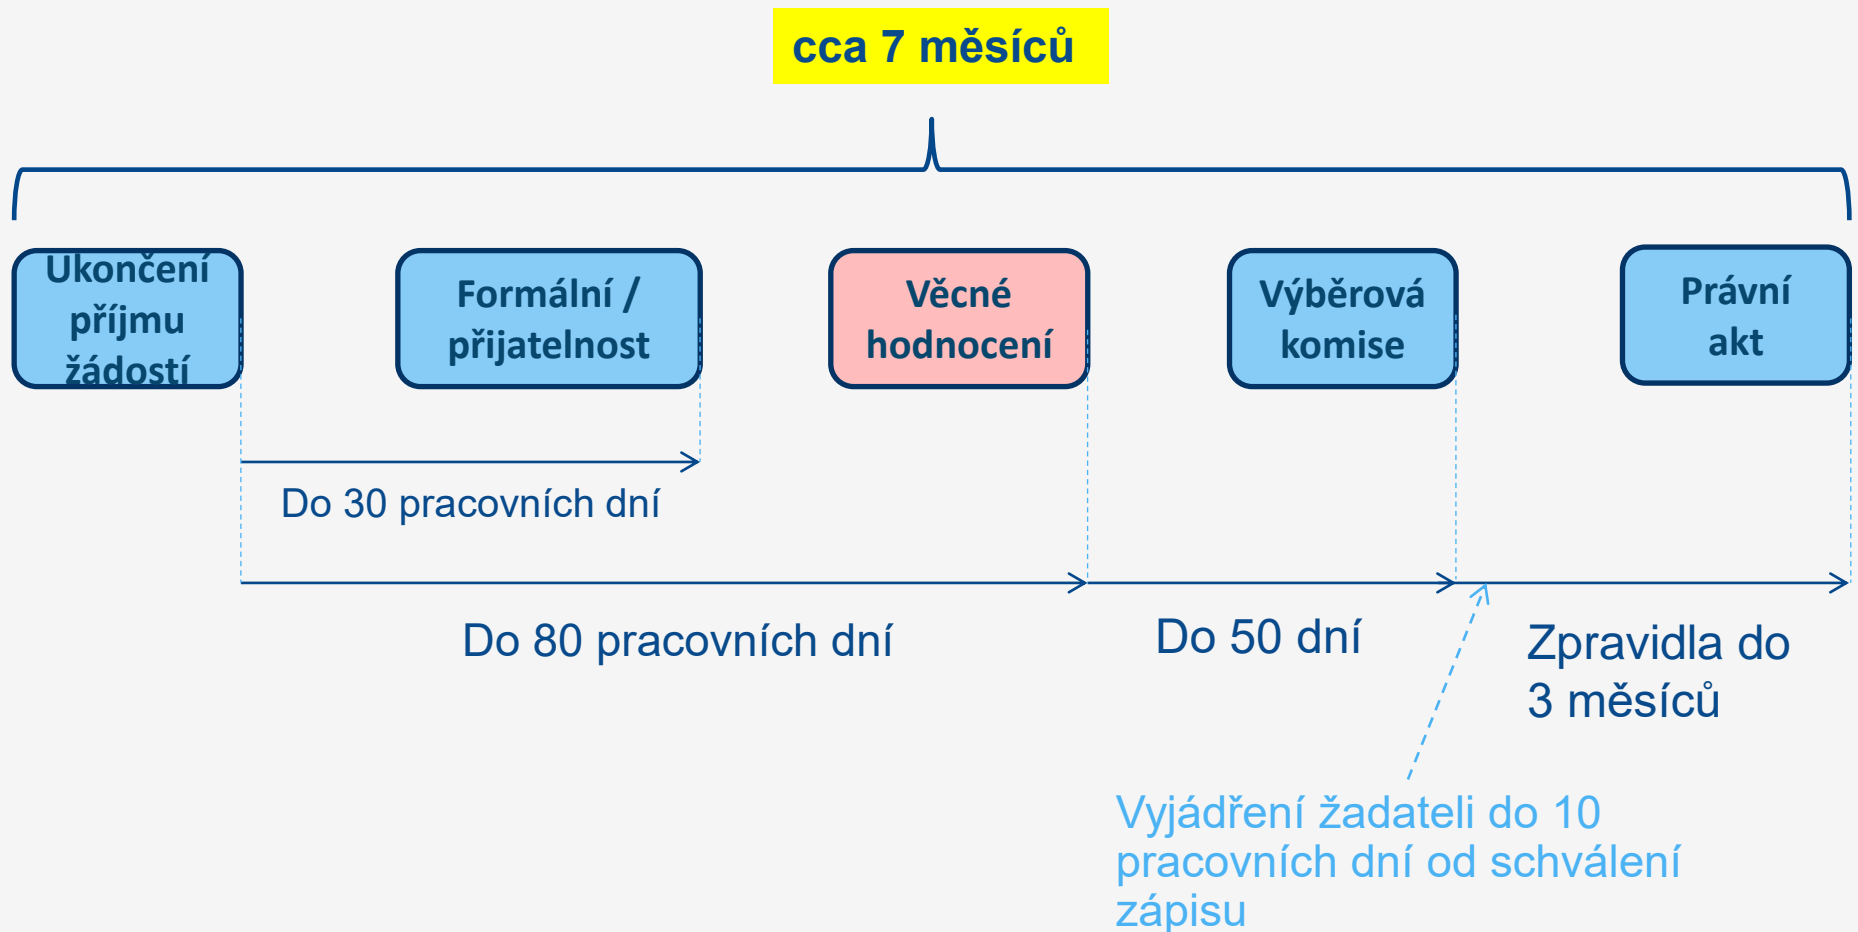 cca 7 měsíců
Ukončení
příjmu
žádostí
Formální /
přijatelnost
Věcné
hodnocení
Výběrová
komise
Právní
akt
Do 30 pracovních dní
Do 80 pracovních dní
Do 50 dní
Zpravidla do
3 měsíců
Vyjádření žadateli do 10
pracovních dní od schválení
zápisu